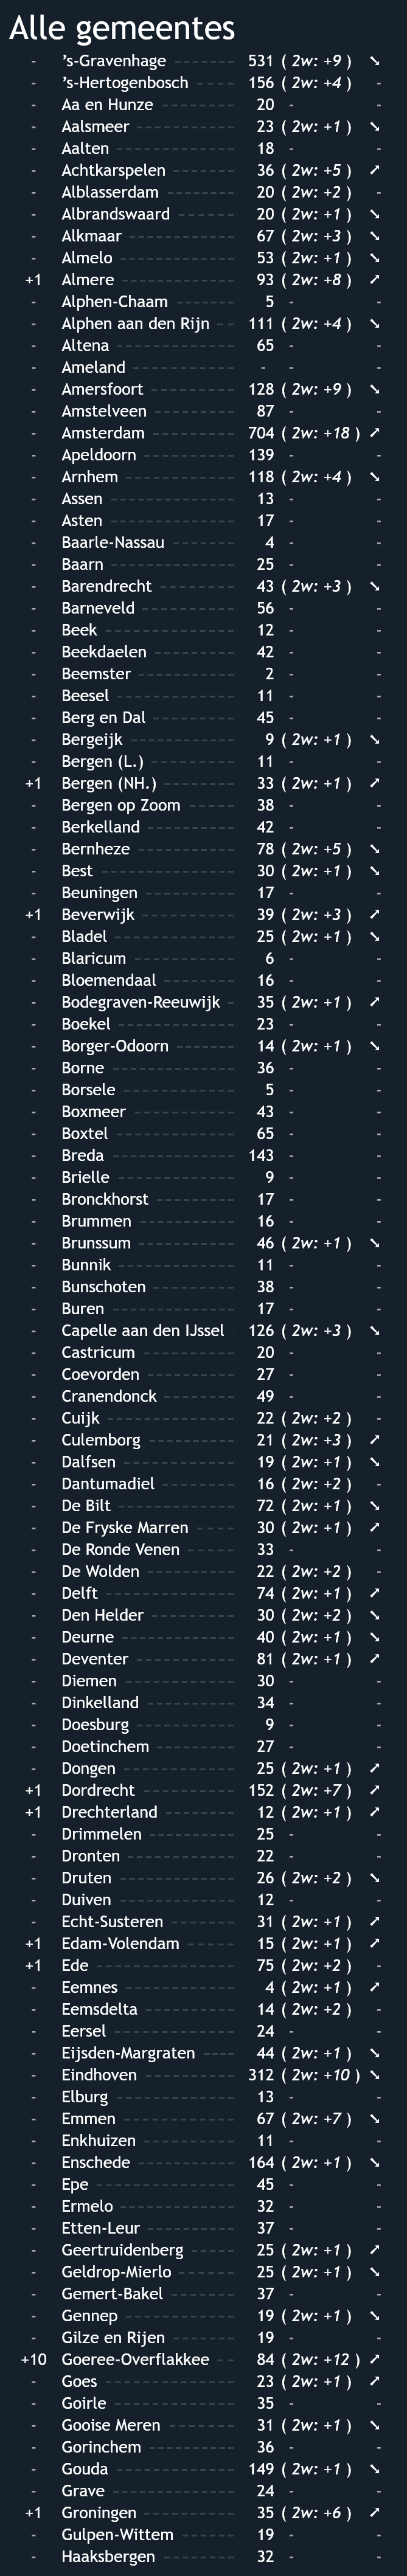 Alle gemeentes
- ’s-Gravenhage 531 ( 2w: +9 ) ➘
- ’s-Hertogenbosch 156 ( 2w: +4 ) -
- Aa en Hunze 20 - -
- Aalsmeer 23 ( 2w: +1 ) ➘
- Aalten 18 - -
- Achtkarspelen 36 ( 2w: +5 ) ➚
- Alblasserdam 20 ( 2w: +2 ) -
- Albrandswaard 20 ( 2w: +1 ) ➘
- Alkmaar 67 ( 2w: +3 ) ➘
- Almelo 53 ( 2w: +1 ) ➘
+1 Almere 93 ( 2w: +8 ) ➚
- Alphen-Chaam 5 - -
- Alphen aan den Rijn 111 ( 2w: +4 ) ➘
- Altena 65 - -
- Ameland - - -
- Amersfoort 128 ( 2w: +9 ) ➘
- Amstelveen 87 - -
- Amsterdam 704 ( 2w: +18 ) ➚
- Apeldoorn 139 - -
- Arnhem 118 ( 2w: +4 ) ➘
- Assen 13 - -
- Asten 17 - -
- Baarle-Nassau 4 - -
- Baarn 25 - -
- Barendrecht 43 ( 2w: +3 ) ➘
- Barneveld 56 - -
- Beek 12 - -
- Beekdaelen 42 - -
- Beemster 2 - -
- Beesel 11 - -
- Berg en Dal 45 - -
- Bergeijk 9 ( 2w: +1 ) ➘
- Bergen (L.) 11 - -
+1 Bergen (NH.) 33 ( 2w: +1 ) ➚
- Bergen op Zoom 38 - -
- Berkelland 42 - -
- Bernheze 78 ( 2w: +5 ) ➘
- Best 30 ( 2w: +1 ) ➘
- Beuningen 17 - -
+1 Beverwijk 39 ( 2w: +3 ) ➚
- Bladel 25 ( 2w: +1 ) ➘
- Blaricum 6 - -
- Bloemendaal 16 - -
- Bodegraven-Reeuwijk 35 ( 2w: +1 ) ➚
- Boekel 23 - -
- Borger-Odoorn 14 ( 2w: +1 ) ➘
- Borne 36 - -
- Borsele 5 - -
- Boxmeer 43 - -
- Boxtel 65 - -
- Breda 143 - -
- Brielle 9 - -
- Bronckhorst 17 - -
- Brummen 16 - -
- Brunssum 46 ( 2w: +1 ) ➘
- Bunnik 11 - -
- Bunschoten 38 - -
- Buren 17 - -
- Capelle aan den IJssel 126 ( 2w: +3 ) ➘
- Castricum 20 - -
- Coevorden 27 - -
- Cranendonck 49 - -
- Cuijk 22 ( 2w: +2 ) -
- Culemborg 21 ( 2w: +3 ) ➚
- Dalfsen 19 ( 2w: +1 ) ➘
- Dantumadiel 16 ( 2w: +2 ) -
- De Bilt 72 ( 2w: +1 ) ➘
- De Fryske Marren 30 ( 2w: +1 ) ➚
- De Ronde Venen 33 - -
- De Wolden 22 ( 2w: +2 ) -
- Delft 74 ( 2w: +1 ) ➚
- Den Helder 30 ( 2w: +2 ) ➘
- Deurne 40 ( 2w: +1 ) ➘
- Deventer 81 ( 2w: +1 ) ➚
- Diemen 30 - -
- Dinkelland 34 - -
- Doesburg 9 - -
- Doetinchem 27 - -
- Dongen 25 ( 2w: +1 ) ➚
+1 Dordrecht 152 ( 2w: +7 ) ➚
+1 Drechterland 12 ( 2w: +1 ) ➚
- Drimmelen 25 - -
- Dronten 22 - -
- Druten 26 ( 2w: +2 ) ➘
- Duiven 12 - -
- Echt-Susteren 31 ( 2w: +1 ) ➚
+1 Edam-Volendam 15 ( 2w: +1 ) ➚
+1 Ede 75 ( 2w: +2 ) -
- Eemnes 4 ( 2w: +1 ) ➚
- Eemsdelta 14 ( 2w: +2 ) -
- Eersel 24 - -
- Eijsden-Margraten 44 ( 2w: +1 ) ➘
- Eindhoven 312 ( 2w: +10 ) ➘
- Elburg 13 - -
- Emmen 67 ( 2w: +7 ) ➘
- Enkhuizen 11 - -
- Enschede 164 ( 2w: +1 ) ➘
- Epe 45 - -
- Ermelo 32 - -
- Etten-Leur 37 - -
- Geertruidenberg 25 ( 2w: +1 ) ➚
- Geldrop-Mierlo 25 ( 2w: +1 ) ➘
- Gemert-Bakel 37 - -
- Gennep 19 ( 2w: +1 ) ➘
- Gilze en Rijen 19 - -
+10 Goeree-Overflakkee 84 ( 2w: +12 ) ➚
- Goes 23 ( 2w: +1 ) ➚
- Goirle 35 - -
- Gooise Meren 31 ( 2w: +1 ) ➘
- Gorinchem 36 - -
- Gouda 149 ( 2w: +1 ) ➘
- Grave 24 - -
+1 Groningen 35 ( 2w: +6 ) ➚
- Gulpen-Wittem 19 - -
- Haaksbergen 32 - -